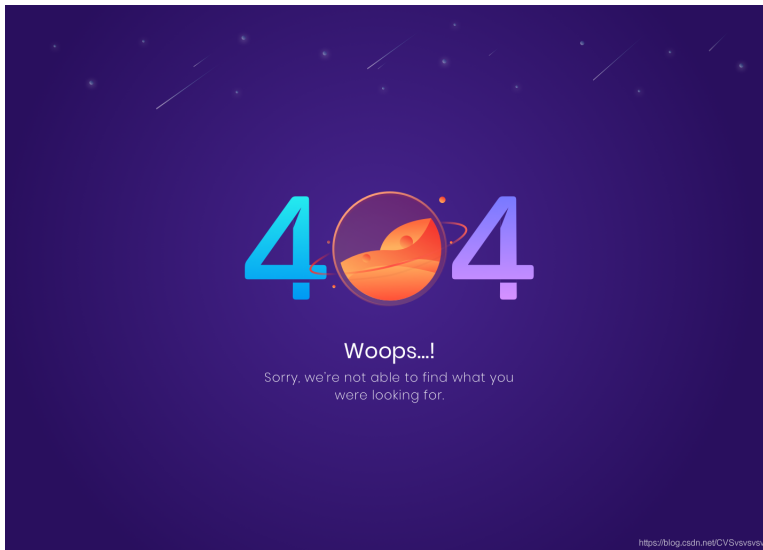 404
Woops...!
Sorry, we're not able to find what you
were looking for.
https://blog.csdn.net/CVSvsvsvsv